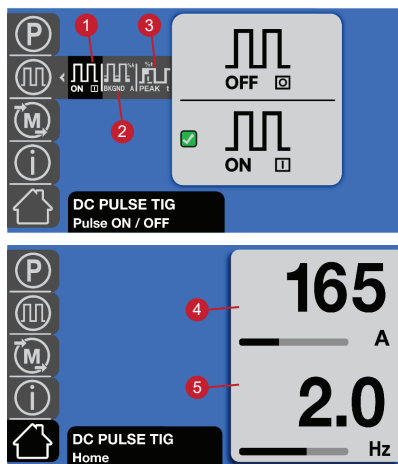 P
1
3
2
ON
BKGND A
%t
PEAK t
M
i
OFF
ON
DC PULSE TIG
Pulse ON / OFF
P
M
i
4
165
A
5
2.0
Hz
DC PULSE TIG
Home